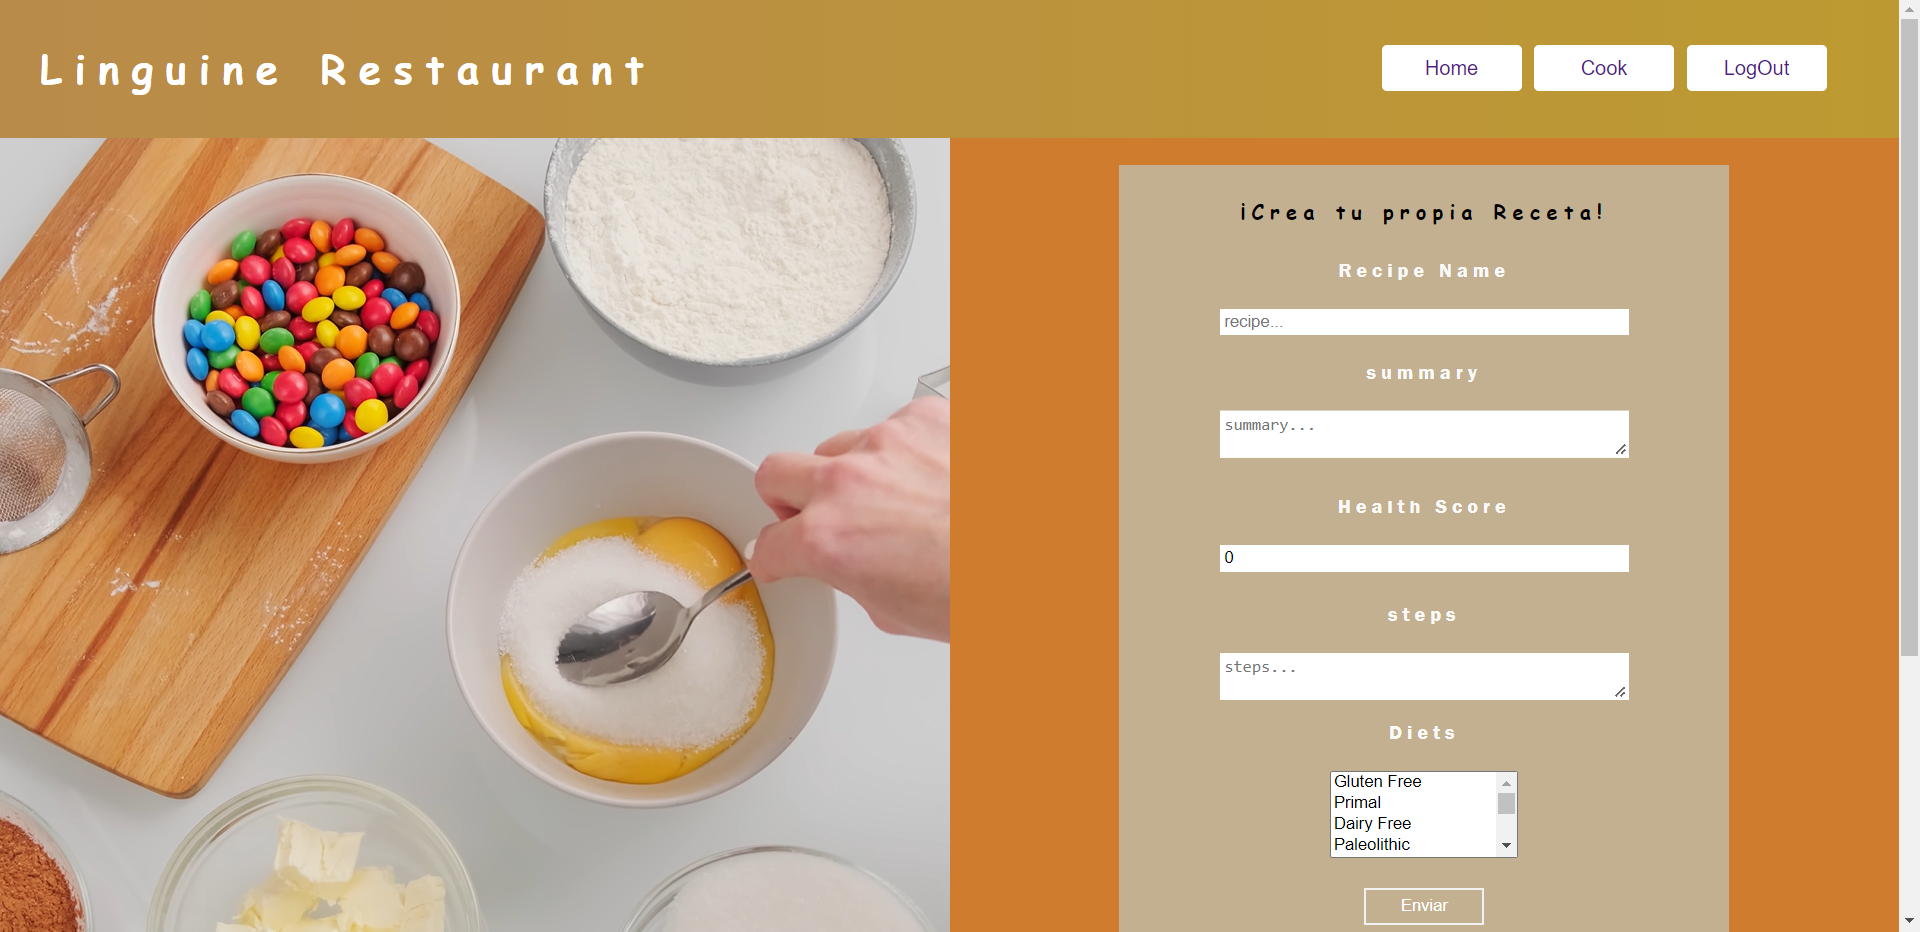 Linguine Restaurant
Home
Cook
LogOut
¡Crea tu propia Receta!
Recipe Name
recipe...
summary
summary...
Health Score
0
steps
steps...
Diets
Gluten Free
Primal
Dairy Free
Paleolithic
Enviar